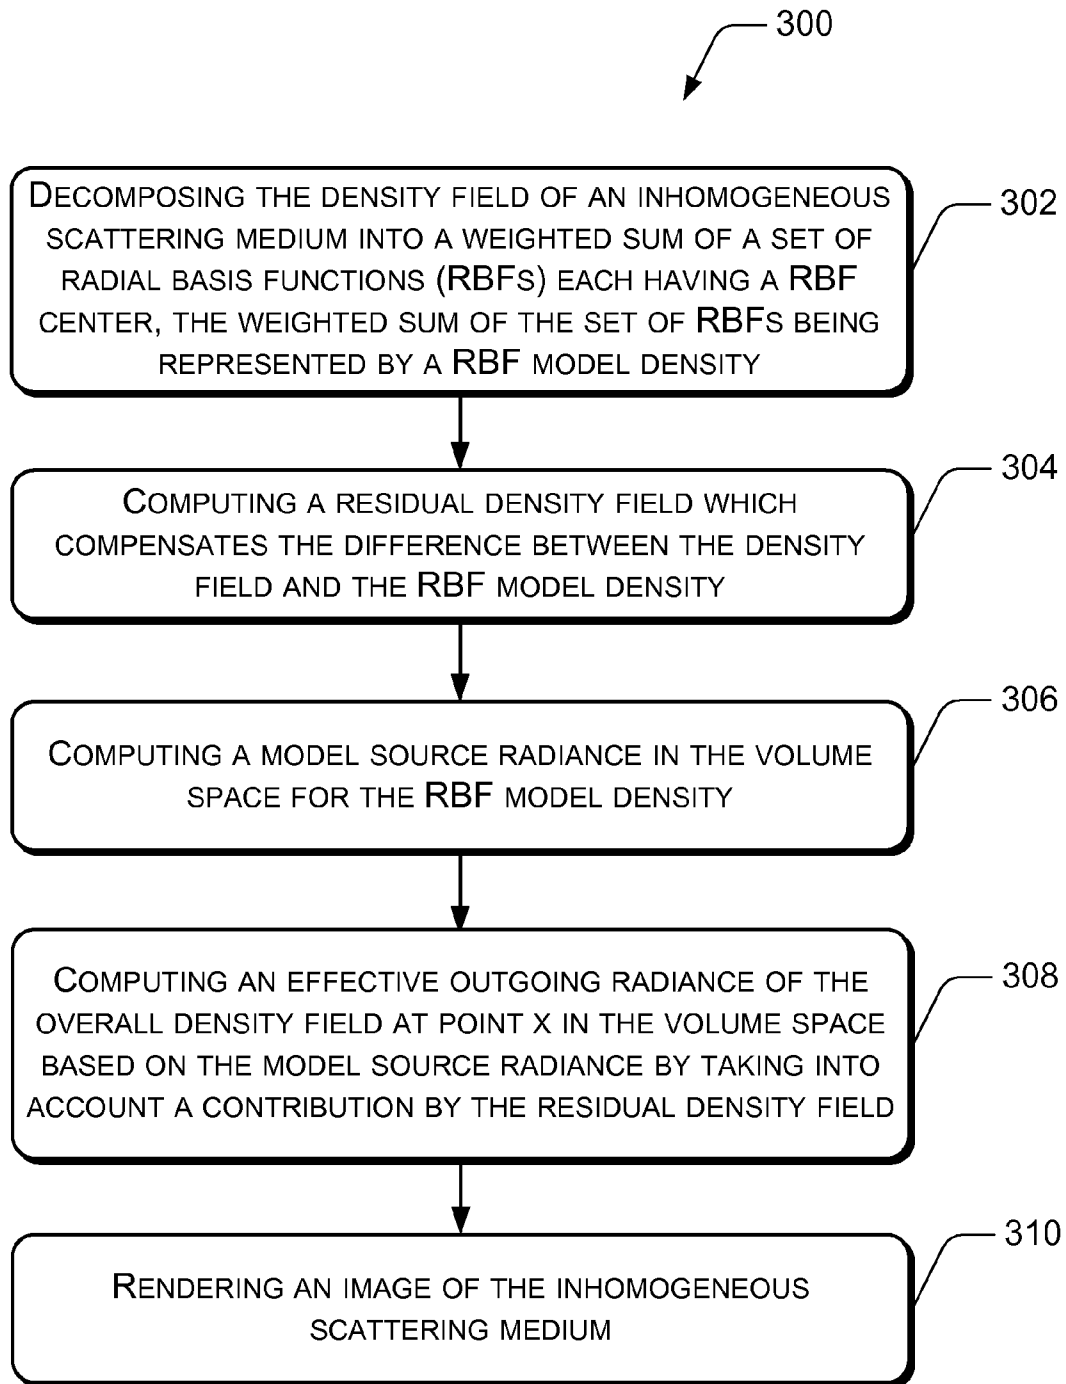 300
DECOMPOSING THE DENSITY FIELD OF AN INHOMOGENEOUS
SCATTERING MEDIUM INTO A WEIGHTED SUM OF A SET OF
RADIAL BASIS FUNCTIONS (RBFS) EACH HAVING A RBF
CENTER, THE WEIGHTED SUM OF THE SET OF RBFS BEING
REPRESENTED BY A RBF MODEL DENSITY
302
COMPUTING A RESIDUAL DENSITY FIELD WHICH
COMPENSATES THE DIFFERENCE BETWEEN THE DENSITY
FIELD AND THE RBF MODEL DENSITY
304
COMPUTING A MODEL SOURCE RADIANCE IN THE VOLUME
SPACE FOR THE RBF MODEL DENSITY
306
COMPUTING AN EFFECTIVE OUTGOING RADIANCE OF THE
OVERALL DENSITY FIELD AT POINT X IN THE VOLUME SPACE
BASED ON THE MODEL SOURCE RADIANCE BY TAKING INTO
ACCOUNT A CONTRIBUTION BY THE RESIDUAL DENSITY FIELD
308
RENDERING AN IMAGE OF THE INHOMOGENEOUS
SCATTERING MEDIUM
310